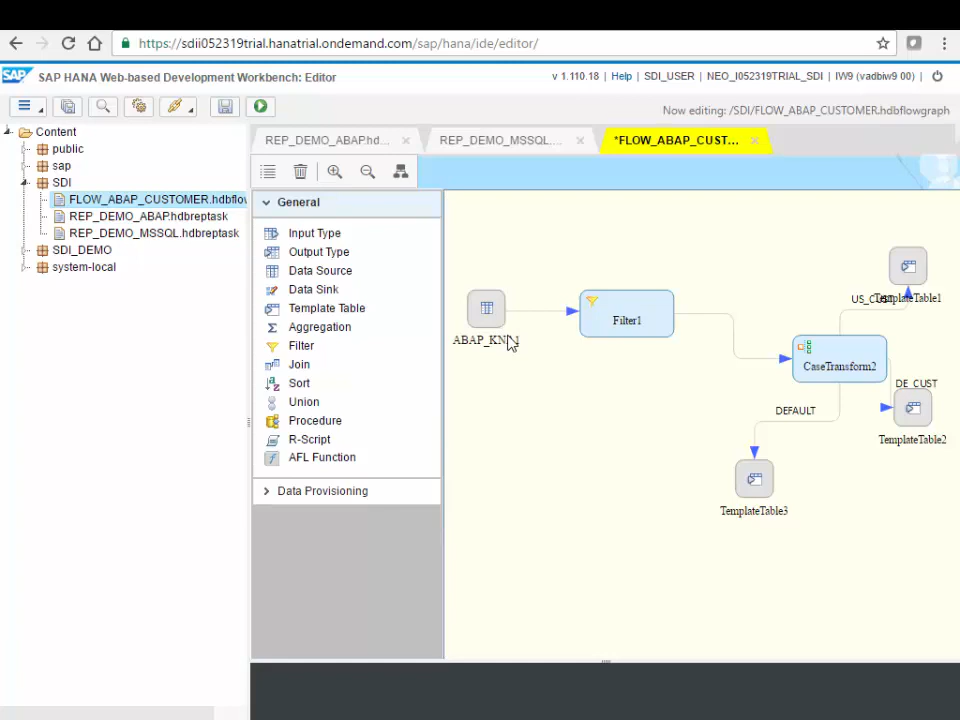 https://sdii052319trial.hanatrial.ondemand.com/sap/hana/ide/editor/
SAP SAP HANA Web-based Development Workbench: Editor
v 1.110.18 | Help | SDI_USER | NEO_I052319TRIAL_SDI | IW9 (vadbiw9 00) |
Now editing: /SDI/FLOW_ABAP_CUSTOMER.hdbflowgraph
Content
public
sap
SDI
FLOW_ABAP_CUSTOMER.hdbflow
REP_DEMO_ABAP.hdbreptask
REP_DEMO_MSSQL.hdbreptask
SDI_DEMO
system-local
REP_DEMO_ABAP.hd... ×
REP_DEMO_MSSQL.... ×
*FLOW_ABAP_CUST... ×
General
Input Type
Output Type
Data Source
Data Sink
Template Table
Aggregation
Filter
Join
Sort
Union
Procedure
R-Script
AFL Function
Data Provisioning
Filter1
CaseTransform2
TemplateTable1
DE_CUST
TemplateTable2
DEFAULT
TemplateTable3